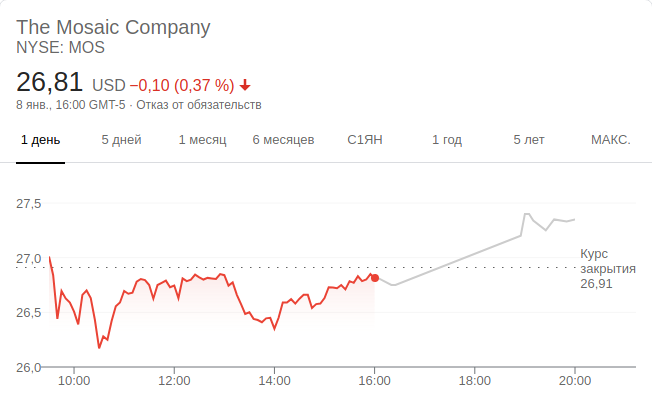 The Mosaic Company
NYSE: MOS
26,81 USD −0,10 (0,37 %)
8 янв., 16:00 GMT-5 · Отказ от обязательств
1 день 5 дней 1 месяц 6 месяцев С1ЯН 1 год 5 лет МАКС.
27,5
27,0
26,5
26,0
Курс
закрытия
26,91
10:00 12:00 14:00 16:00 18:00 20:00